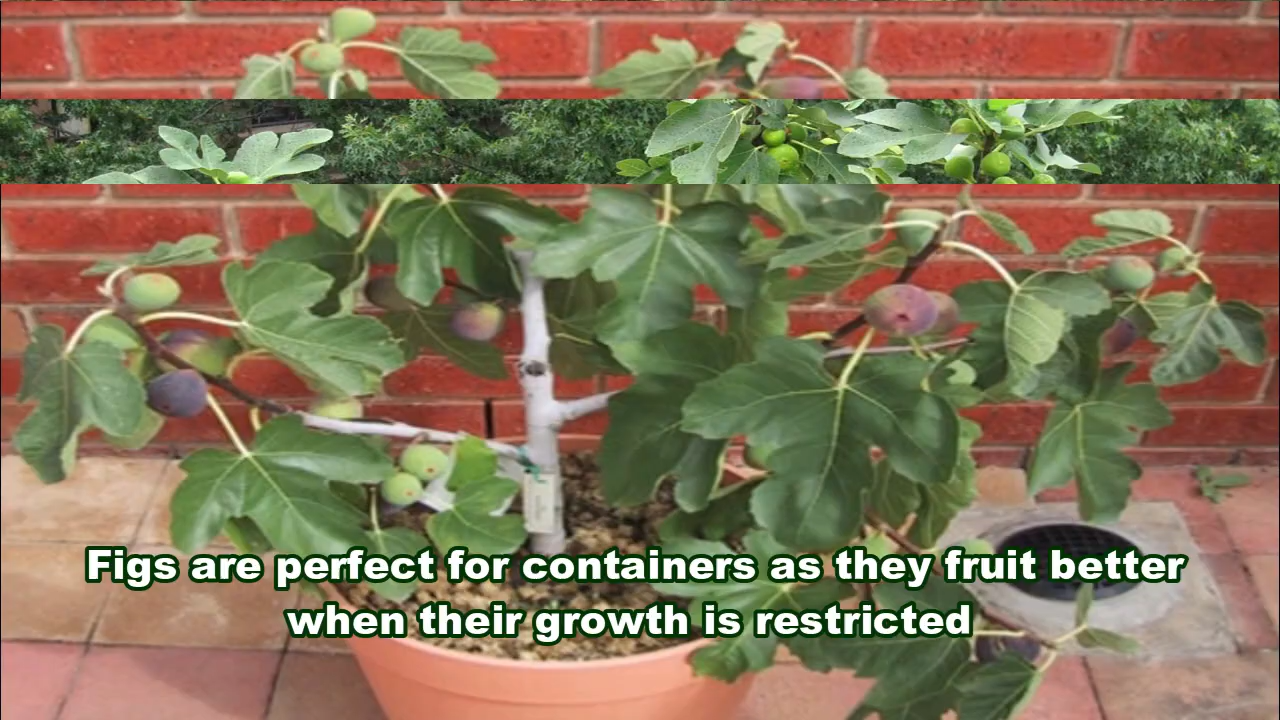 Figs are perfect for containers as they fruit better
when their growth is restricted